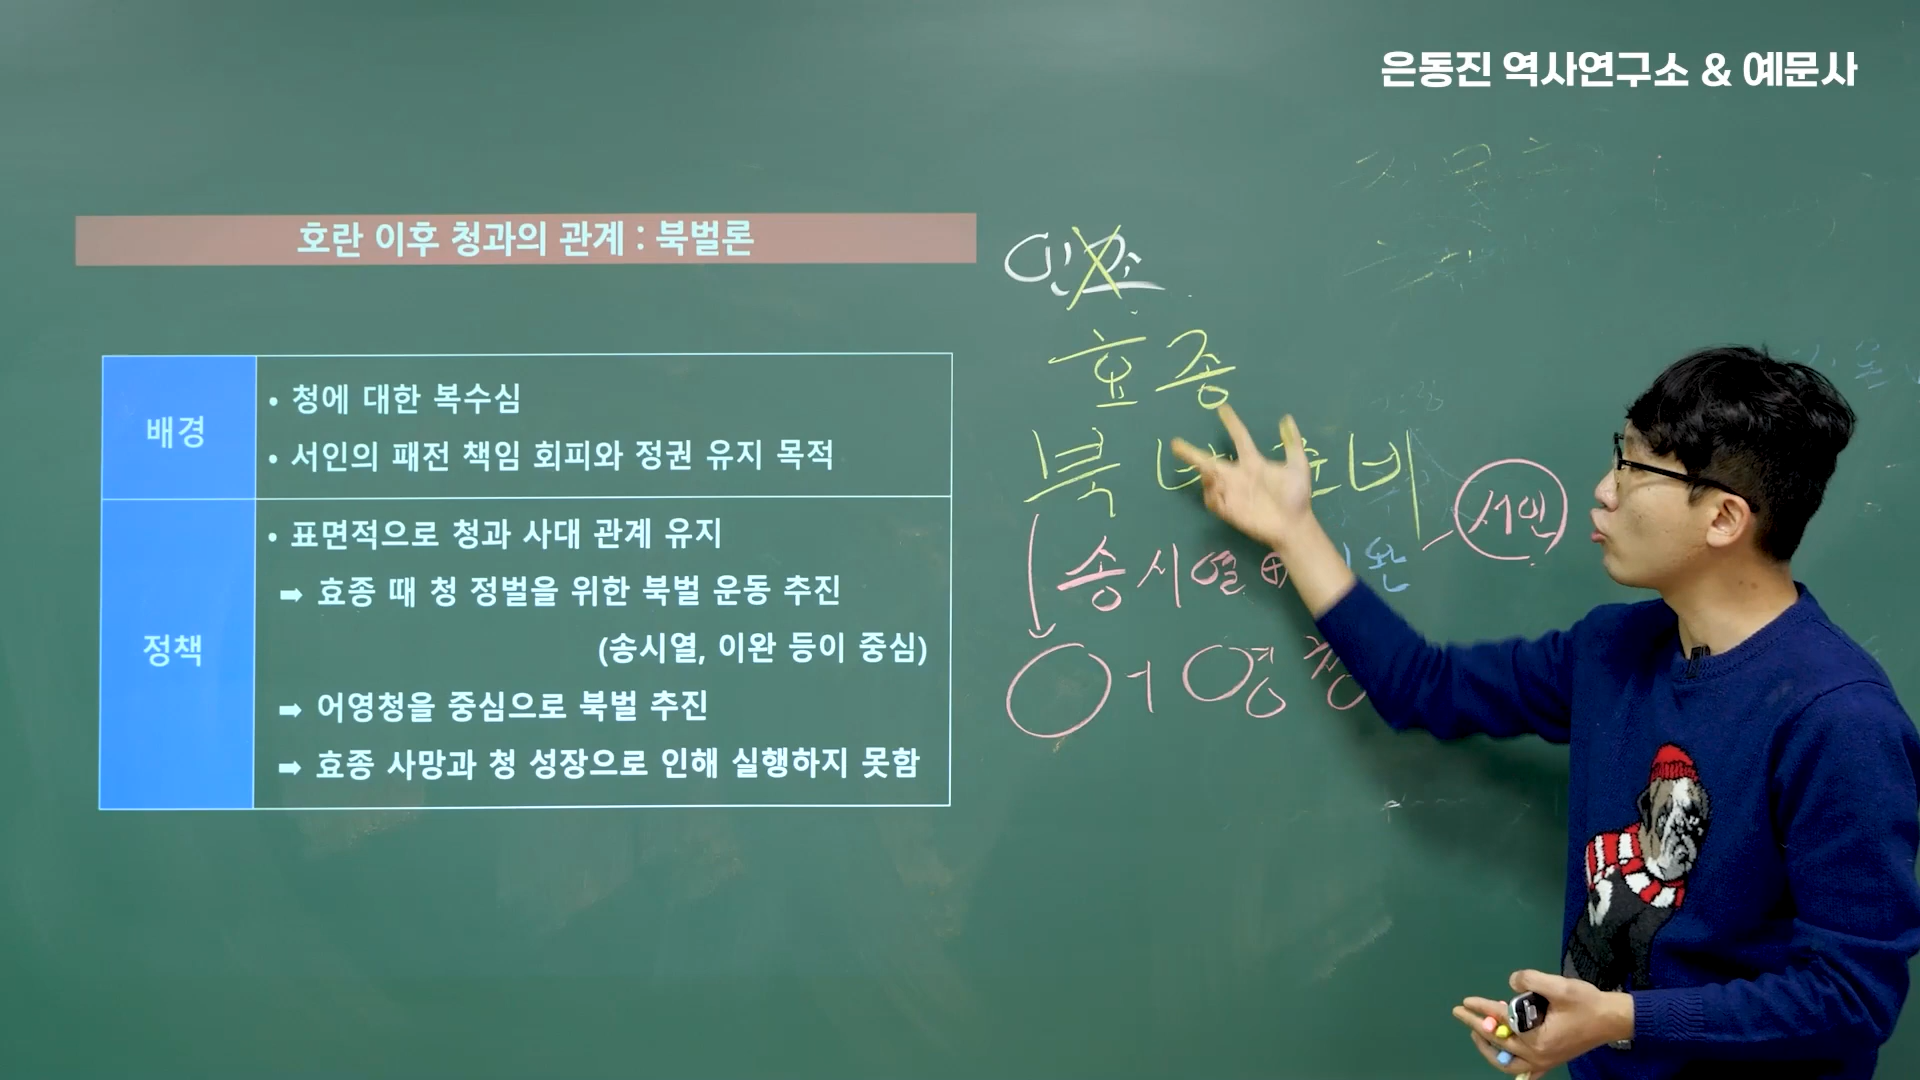 은동진 역사연구소 & 예문사
호란 이후 청과의 관계 : 북벌론
배경
• 청에 대한 복수심
• 서인의 패전 책임 회피와 정권 유지 목적
정책
• 표면적으로 청과 사대 관계 유지
➡ 효종 때 청 정벌을 위한 북벌 운동 추진
(송시열, 이완 등이 중심)
➡ 어영청을 중심으로 북벌 추진
➡ 효종 사망과 청 성장으로 인해 실행하지 못함
인조
효종
북 비
서인
송시열 완
어영청